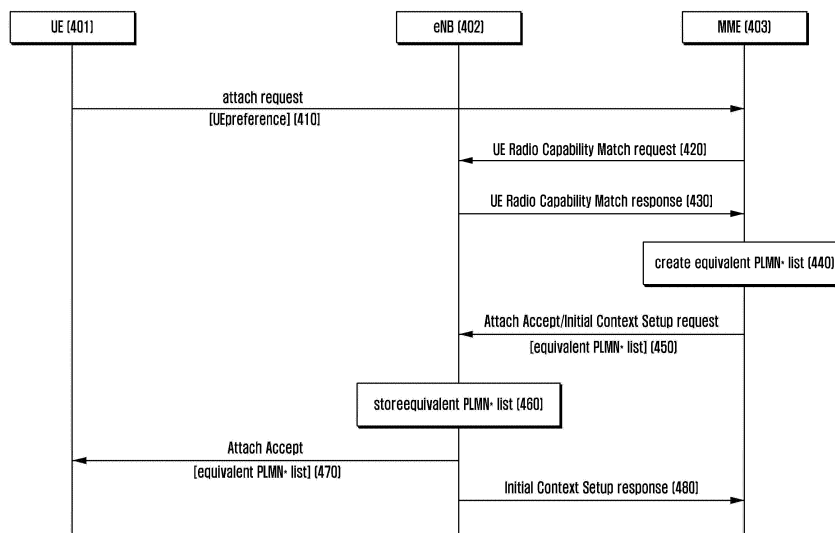 UE (401)
eNB (402)
MME (403)
attach request
[UEpreference] (410)
UE Radio Capability Match request (420)
UE Radio Capability Match response (430)
create equivalent PLMN* list (440)
Attach Accept/Initial Context Setup request
[equivalent PLMN* list] (450)
storeequivalent PLMN* list (460)
Attach Accept
[equivalent PLMN* list] (470)
Initial Context Setup response (480)